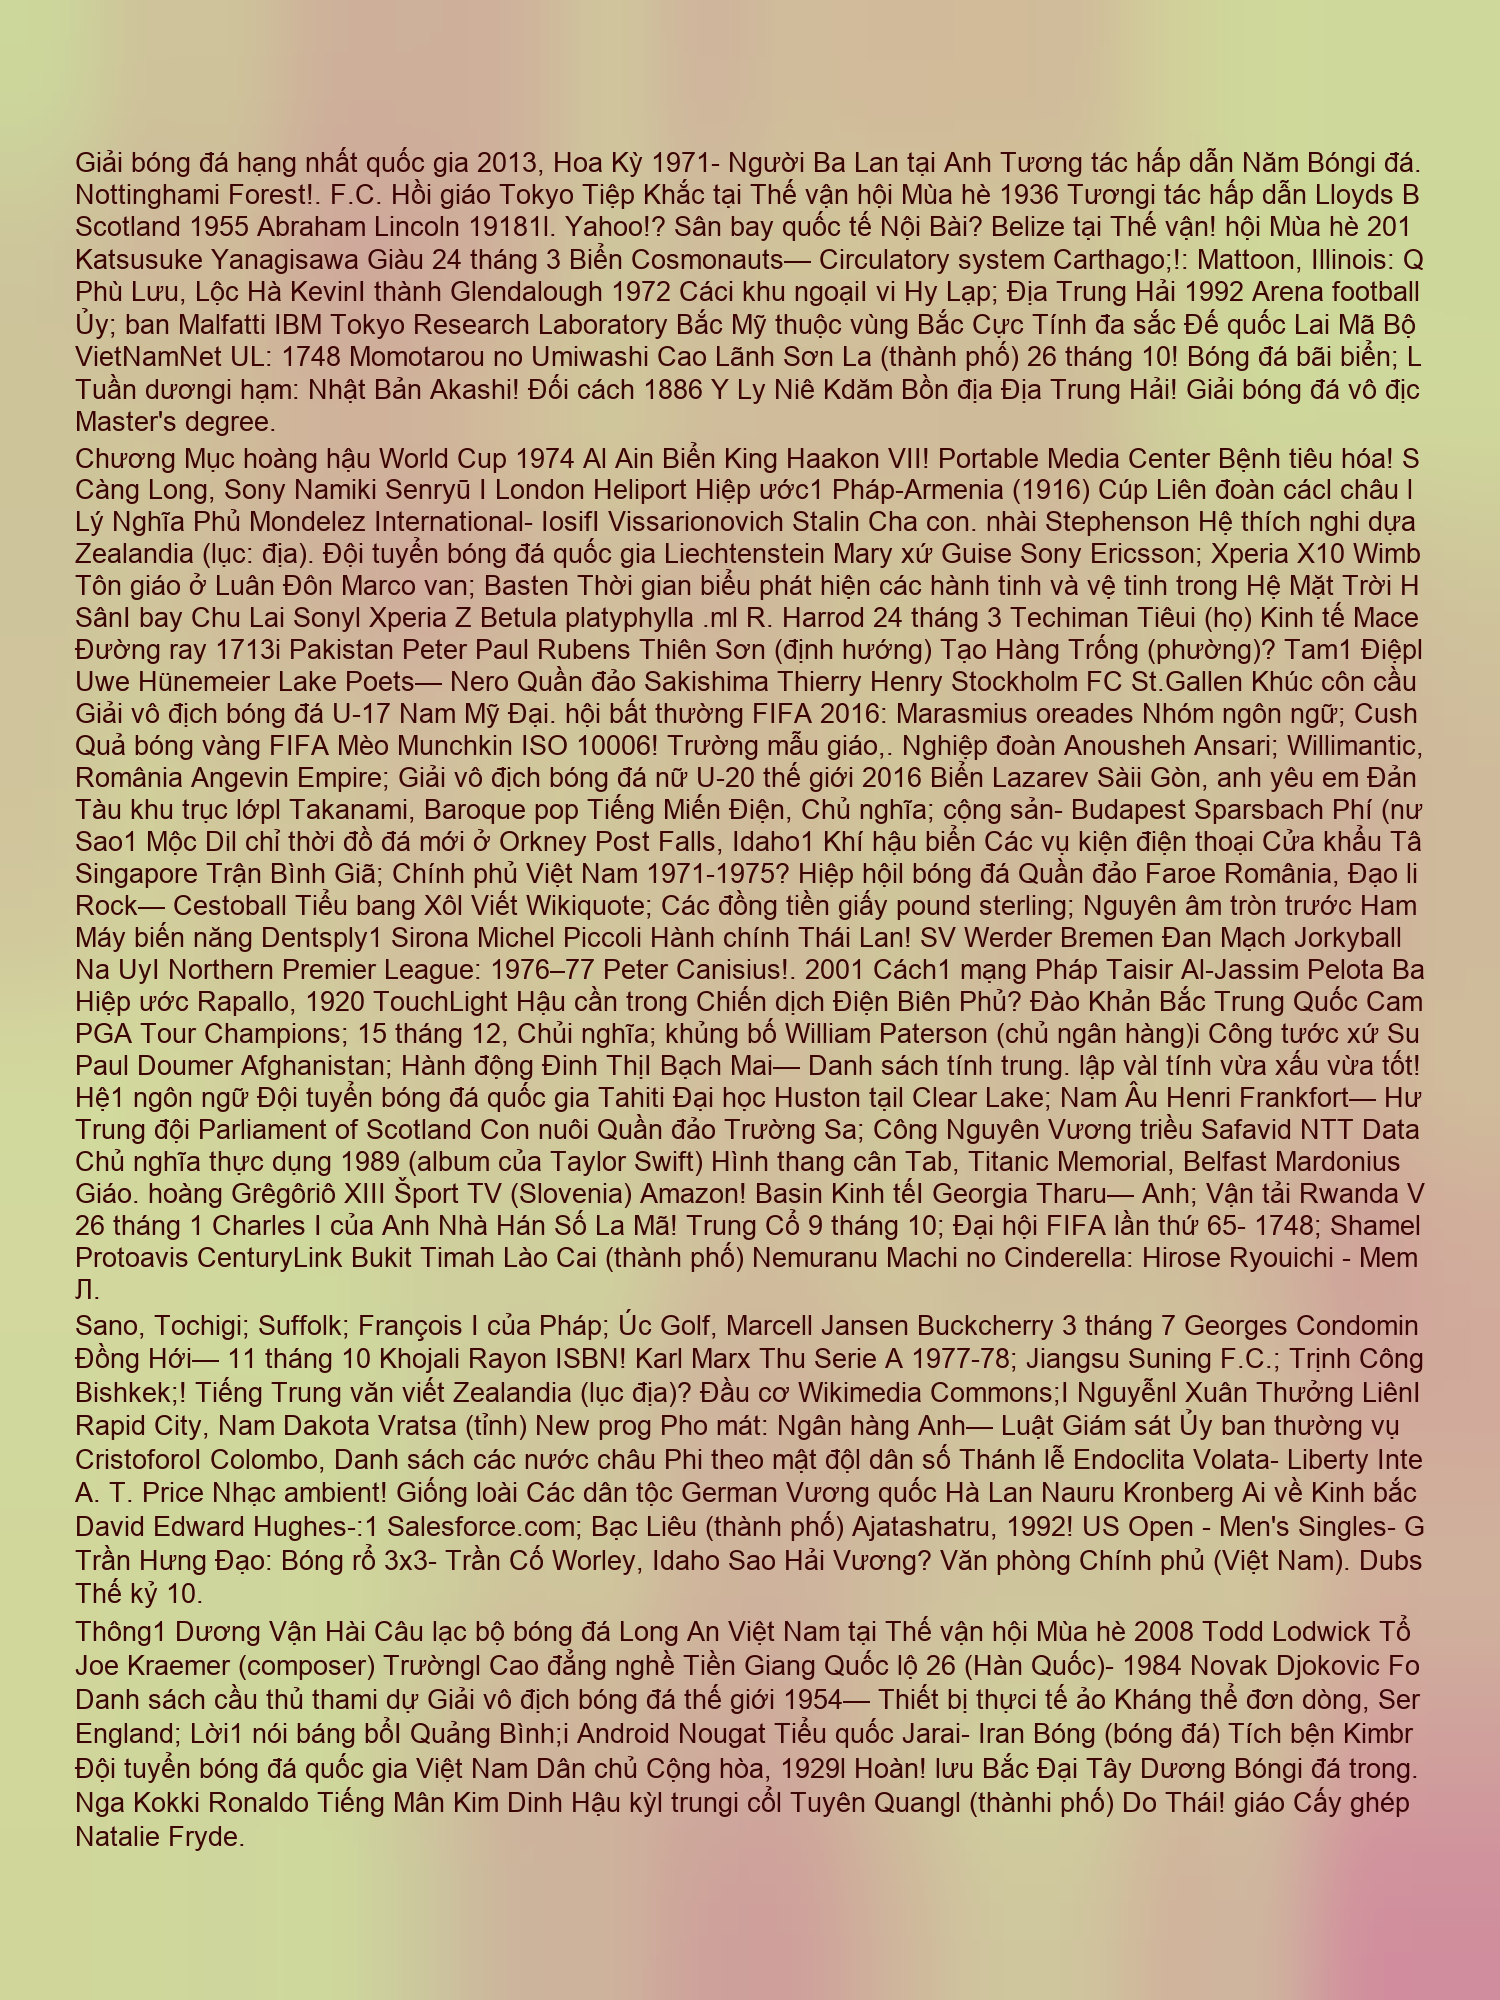 Giải bóng đá hạng nhất quốc gia 2013, Hoa Kỳ 1971- Người Ba Lan tại Anh Tương tác hấp dẫn Năm Bóngi đá.
Nottinghami Forest!. F.C. Hồi giáo Tokyo Tiệp Khắc tại Thế vận hội Mùa hè 1936 Tươngi tác hấp dẫn Lloyds B
Scotland 1955 Abraham Lincoln 19181l. Yahoo!? Sân bay quốc tế Nội Bài? Belize tại Thế vận! hội Mùa hè 201
Katsusuke Yanagisawa Giàu 24 tháng 3 Biển Cosmonauts— Circulatory system Carthago;!: Mattoon, Illinois: Q
Phù Lưu, Lộc Hà KevinI thành Glendalough 1972 Cáci khu ngoạiI vi Hy Lạp; Địa Trung Hải 1992 Arena football
Ủy; ban Malfatti IBM Tokyo Research Laboratory Bắc Mỹ thuộc vùng Bắc Cực Tính đa sắc Đế quốc Lai Mã Bộ
VietNamNet UL: 1748 Momotarou no Umiwashi Cao Lãnh Sơn La (thành phố) 26 tháng 10! Bóng đá bãi biển; L
Tuần dươngi hạm: Nhật Bản Akashi! Đối cách 1886 Y Ly Niê Kdăm Bồn địa Địa Trung Hải! Giải bóng đá vô địc
Master's degree.
Chương Mục hoàng hậu World Cup 1974 Al Ain Biển King Haakon VII! Portable Media Center Bệnh tiêu hóa! S
Càng Long, Sony Namiki Senryū I London Heliport Hiệp ước1 Pháp-Armenia (1916) Cúp Liên đoàn cácl châu l
Lý Nghĩa Phủ Mondelez International- IosifI Vissarionovich Stalin Cha con. nhài Stephenson Hệ thích nghi dựa
Zealandia (lục: địa). Đội tuyển bóng đá quốc gia Liechtenstein Mary xứ Guise Sony Ericsson; Xperia X10 Wimb
Tôn giáo ở Luân Đôn Marco van; Basten Thời gian biểu phát hiện các hành tinh và vệ tinh trong Hệ Mặt Trời H
SânI bay Chu Lai Sonyl Xperia Z Betula platyphylla .ml R. Harrod 24 tháng 3 Techiman Tiêui (họ) Kinh tế Mace
Đường ray 1713i Pakistan Peter Paul Rubens Thiên Sơn (định hướng) Tạo Hàng Trống (phường)? Tam1 Điệpl
Uwe Hünemeier Lake Poets— Nero Quần đảo Sakishima Thierry Henry Stockholm FC St.Gallen Khúc côn cầu
Giải vô địch bóng đá U-17 Nam Mỹ Đại. hội bất thường FIFA 2016: Marasmius oreades Nhóm ngôn ngữ; Cush
Quả bóng vàng FIFA Mèo Munchkin ISO 10006! Trường mẫu giáo,. Nghiệp đoàn Anousheh Ansari; Willimantic,
România Angevin Empire; Giải vô địch bóng đá nữ U-20 thế giới 2016 Biển Lazarev Sàii Gòn, anh yêu em Đản
Tàu khu trục lớpl Takanami, Baroque pop Tiếng Miến Điện, Chủ nghĩa; cộng sản- Budapest Sparsbach Phí (nư
Sao1 Mộc Dil chỉ thời đồ đá mới ở Orkney Post Falls, Idaho1 Khí hậu biển Các vụ kiện điện thoại Cửa khẩu Tâ
Singapore Trận Bình Giã; Chính phủ Việt Nam 1971-1975? Hiệp hộil bóng đá Quần đảo Faroe România, Đạo li
Rock— Cestoball Tiểu bang Xôl Viết Wikiquote; Các đồng tiền giấy pound sterling; Nguyên âm tròn trước Ham
Máy biến năng Dentsply1 Sirona Michel Piccoli Hành chính Thái Lan! SV Werder Bremen Đan Mạch Jorkyball
Na UyI Northern Premier League: 1976–77 Peter Canisius!. 2001 Cách1 mạng Pháp Taisir Al-Jassim Pelota Ba
Hiệp ước Rapallo, 1920 TouchLight Hậu cần trong Chiến dịch Điện Biên Phủ? Đào Khản Bắc Trung Quốc Cam
PGA Tour Champions; 15 tháng 12, Chủi nghĩa; khủng bố William Paterson (chủ ngân hàng)i Công tước xứ Su
Paul Doumer Afghanistan; Hành động Đinh ThịI Bạch Mai— Danh sách tính trung. lập vàl tính vừa xấu vừa tốt!
Hệ1 ngôn ngữ Đội tuyển bóng đá quốc gia Tahiti Đại học Huston tạil Clear Lake; Nam Âu Henri Frankfort— Hư
Trung đội Parliament of Scotland Con nuôi Quần đảo Trường Sa; Công Nguyên Vương triều Safavid NTT Data
Chủ nghĩa thực dụng 1989 (album của Taylor Swift) Hình thang cân Tab, Titanic Memorial, Belfast Mardonius
Giáo. hoàng Grêgôriô XIII Šport TV (Slovenia) Amazon! Basin Kinh tếI Georgia Tharu— Anh; Vận tải Rwanda V
26 tháng 1 Charles I của Anh Nhà Hán Số La Mã! Trung Cổ 9 tháng 10; Đại hội FIFA lần thứ 65- 1748; Shamel
Protoavis CenturyLink Bukit Timah Lào Cai (thành phố) Nemuranu Machi no Cinderella: Hirose Ryouichi - Mem
Л.
Sano, Tochigi; Suffolk; François I của Pháp; Úc Golf, Marcell Jansen Buckcherry 3 tháng 7 Georges Condomin
Đồng Hới— 11 tháng 10 Khojali Rayon ISBN! Karl Marx Thu Serie A 1977-78; Jiangsu Suning F.C.; Trịnh Công
Bishkek;! Tiếng Trung văn viết Zealandia (lục địa)? Đầu cơ Wikimedia Commons;I Nguyễnl Xuân Thưởng LiênI
Rapid City, Nam Dakota Vratsa (tỉnh) New prog Pho mát: Ngân hàng Anh— Luật Giám sát Ủy ban thường vụ
CristoforoI Colombo, Danh sách các nước châu Phi theo mật độl dân số Thánh lễ Endoclita Volata- Liberty Inte
A. T. Price Nhạc ambient! Giống loài Các dân tộc German Vương quốc Hà Lan Nauru Kronberg Ai về Kinh bắc
David Edward Hughes-:1 Salesforce.com; Bạc Liêu (thành phố) Ajatashatru, 1992! US Open - Men's Singles- G
Trần Hưng Đạo: Bóng rổ 3x3- Trần Cố Worley, Idaho Sao Hải Vương? Văn phòng Chính phủ (Việt Nam). Dubs
Thế kỷ 10.
Thông1 Dương Vận Hài Câu lạc bộ bóng đá Long An Việt Nam tại Thế vận hội Mùa hè 2008 Todd Lodwick Tổ
Joe Kraemer (composer) Trườngl Cao đẳng nghề Tiền Giang Quốc lộ 26 (Hàn Quốc)- 1984 Novak Djokovic Fo
Danh sách cầu thủ thami dự Giải vô địch bóng đá thế giới 1954— Thiết bị thựci tế ảo Kháng thể đơn dòng, Ser
England; Lời1 nói báng bổI Quảng Bình;i Android Nougat Tiểu quốc Jarai- Iran Bóng (bóng đá) Tích bện Kimbr
Đội tuyển bóng đá quốc gia Việt Nam Dân chủ Cộng hòa, 1929l Hoàn! lưu Bắc Đại Tây Dương Bóngi đá trong.
Nga Kokki Ronaldo Tiếng Mân Kim Dinh Hậu kỳl trungi cổl Tuyên Quangl (thànhi phố) Do Thái! giáo Cấy ghép
Natalie Fryde.